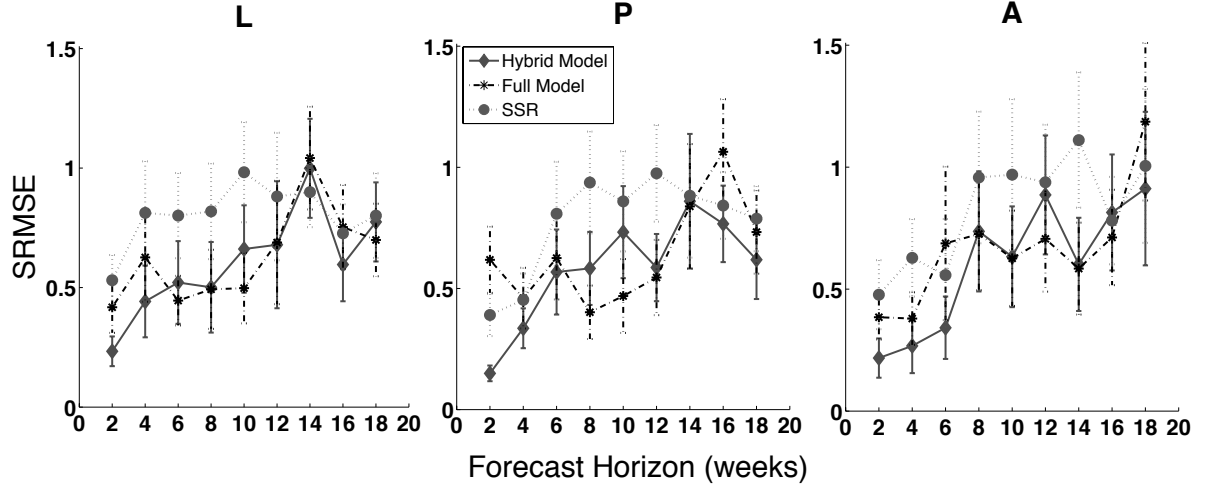 L P A
1.5 1.5 1.5
Hybrid Model
Full Model
SSR
1 1 1
SRMSE
0.5 0.5 0.5
0 0 0
0 2 4 6 8 10 12 14 16 18 20 0 2 4 6 8 10 12 14 16 18 20 0 2 4 6 8 10 12 14 16 18 20
Forecast Horizon (weeks)